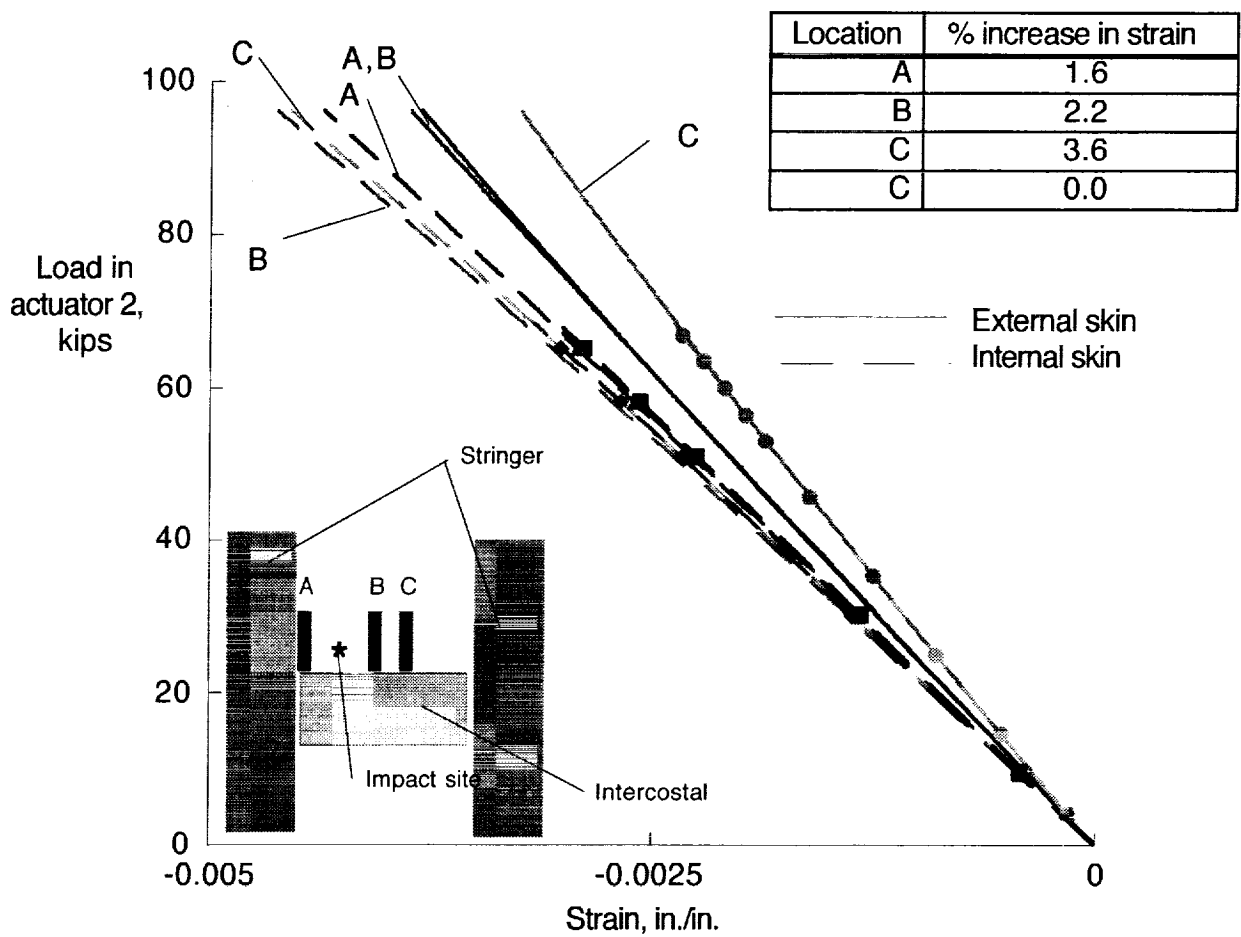 Location % increase in strain
A 1.6
B 2.2
C 3.6
C 0.0
C
A, B
A
C
B
100
80
60
40
20
0
Load in
actuator 2,
kips
External skin
Internal skin
Stringer
A B C
Impact site
Intercostal
-0.005 -0.0025 0
Strain, in./in.